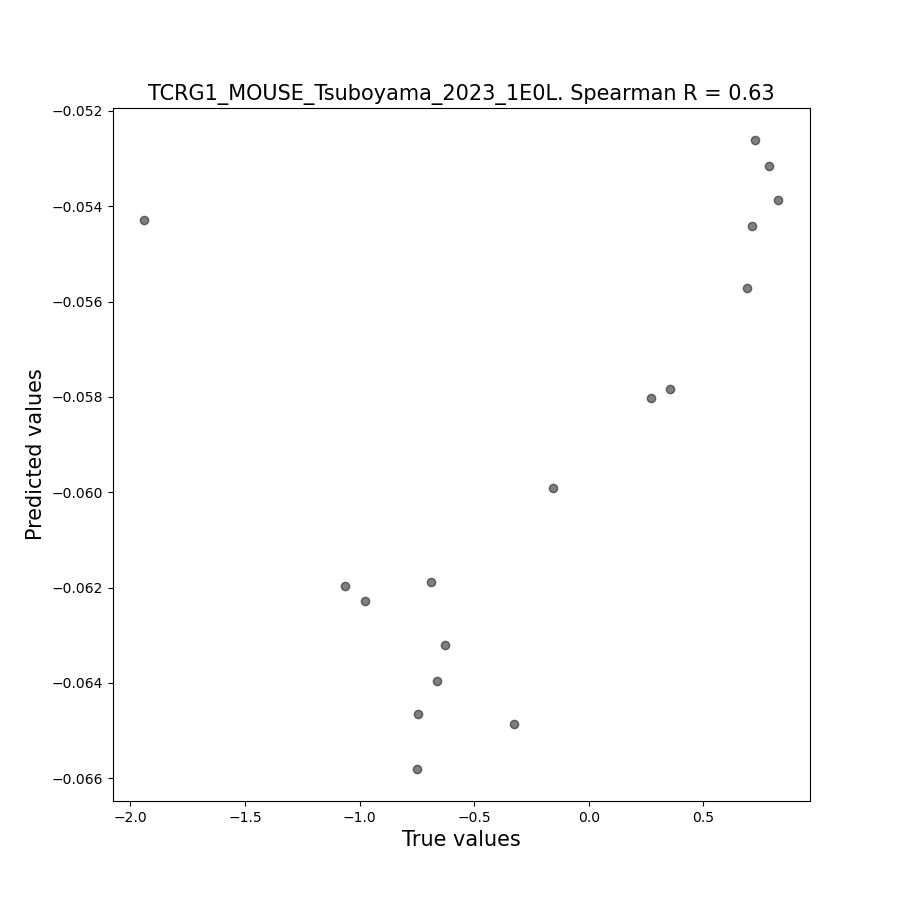 TCRG1_MOUSE_Tsuboyama_2023_1E0L. Spearman R = 0.63
−0.052
−0.054
−0.056
−0.058
−0.060
−0.062
−0.064
−0.066
Predicted values
−2.0 −1.5 −1.0 −0.5 0.0 0.5
True values